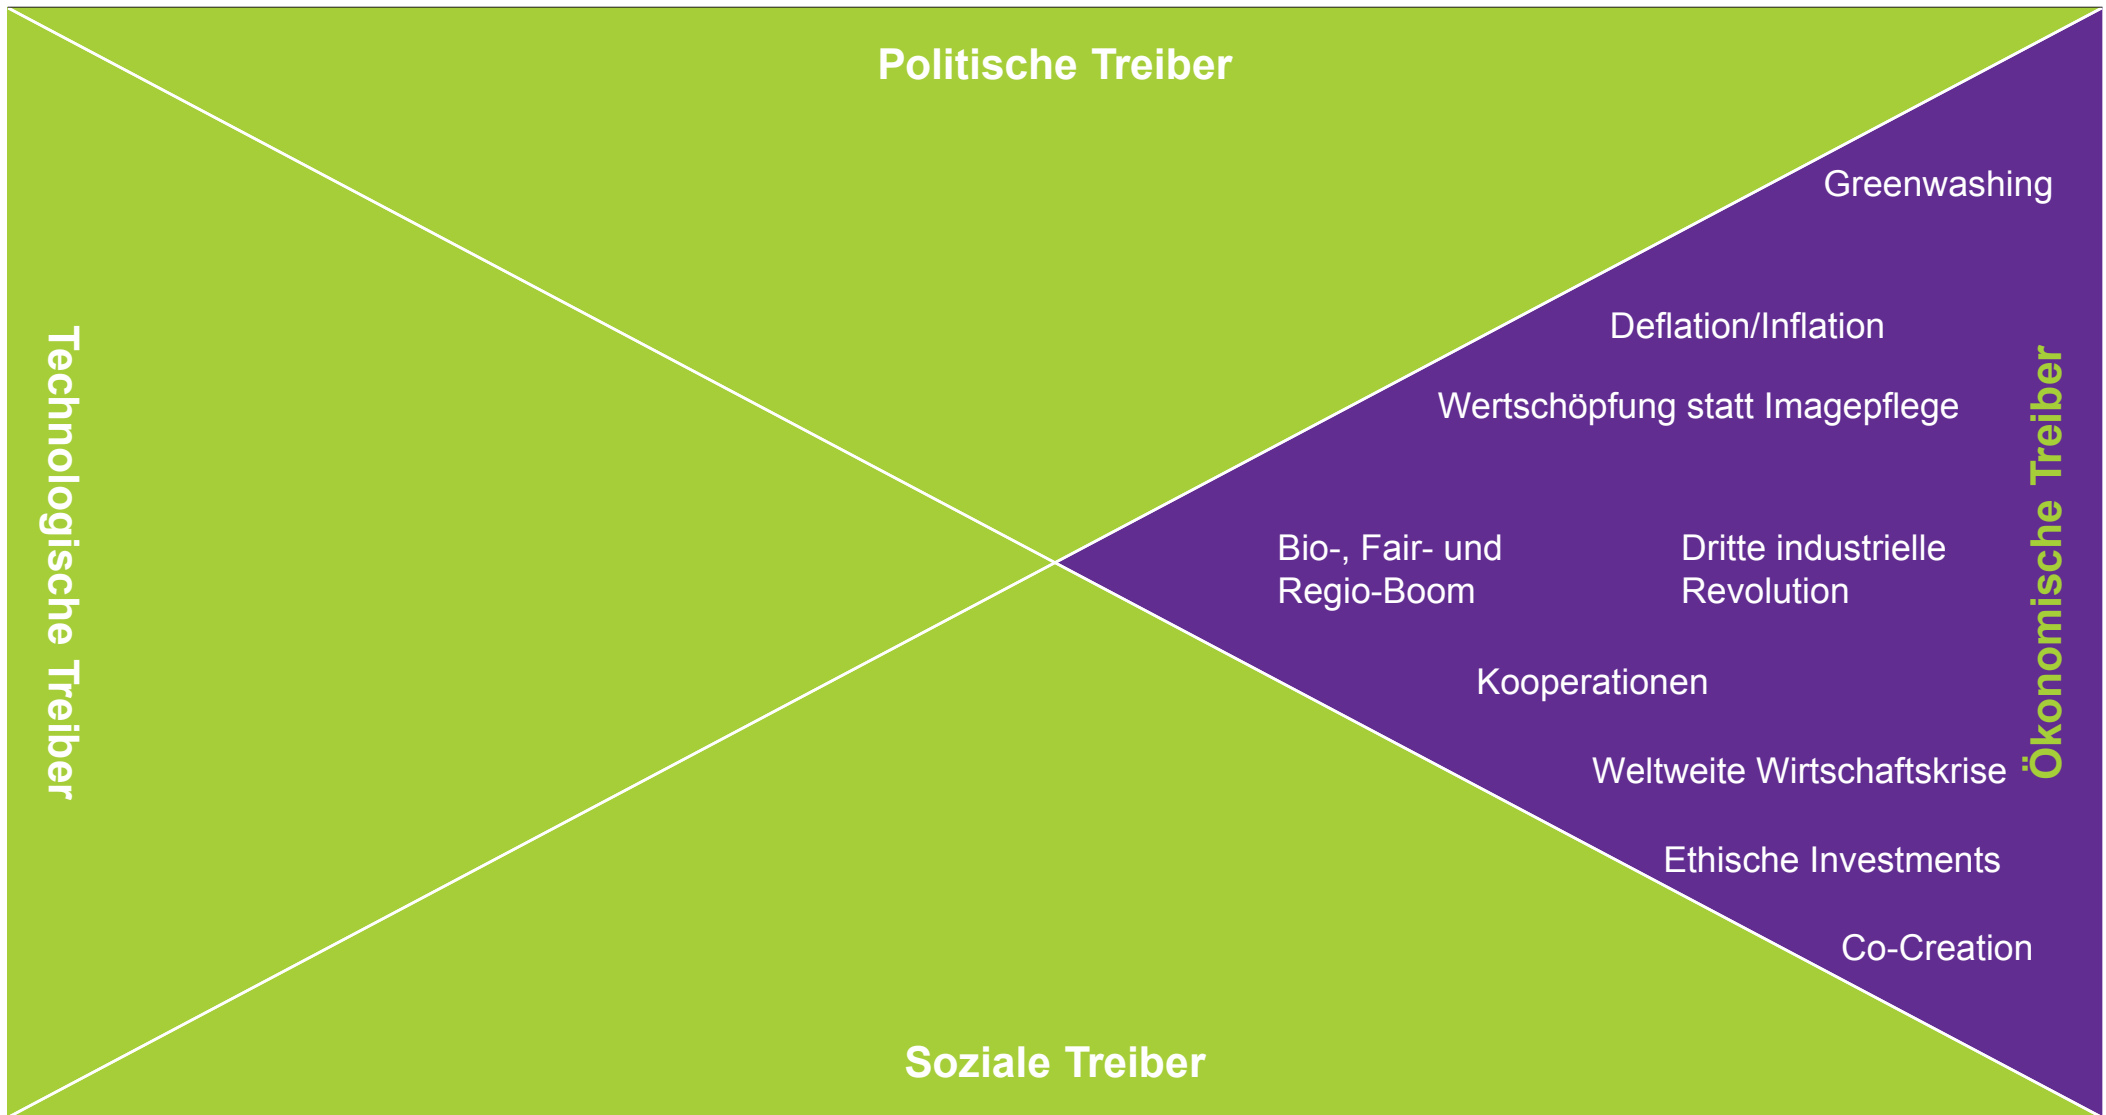 Politische Treiber
Technologische Treiber
Greenwashing
Deflation/Inflation
Wertschöpfung statt Imagepflege
Bio-, Fair- und
Regio-Boom
Dritte industrielle
Revolution
Kooperationen
Weltweite Wirtschaftskrise
Ethische Investments
Co-Creation
Ökonomische Treiber
Soziale Treiber